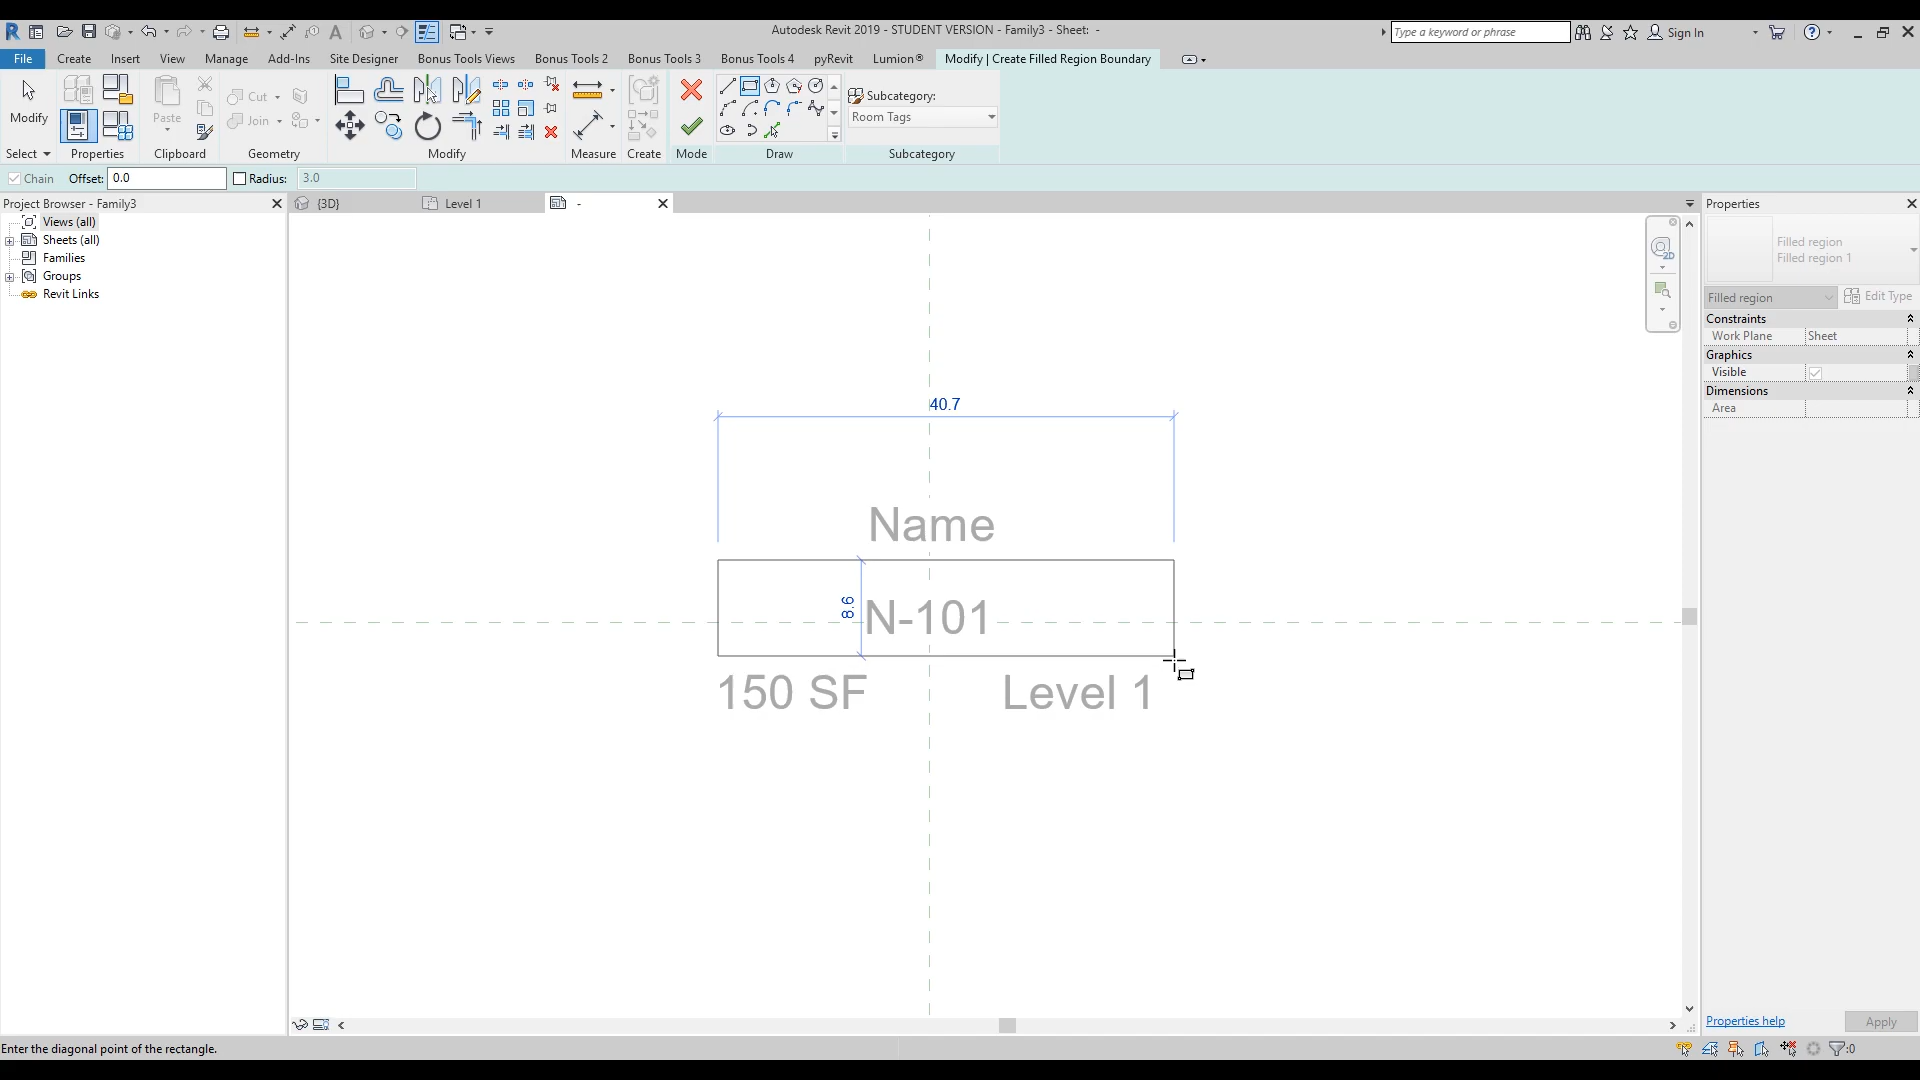 Autodesk Revit 2019 - STUDENT VERSION - Family3 - Sheet: -
Type a keyword or phrase
Sign In
File
Create
Insert
View
Manage
Add-Ins
Site Designer
Bonus Tools Views
Bonus Tools 2
Bonus Tools 3
Bonus Tools 4
pyRevit
Lumion®
Modify | Create Filled Region Boundary
Modify
Paste
Cut
Join
Subcategory:
Room Tags
Select
Properties
Clipboard
Geometry
Modify
Measure
Create
Mode
Draw
Subcategory
Chain
Offset: 0.0
Radius: 3.0
Project Browser - Family3
{3D}
Level 1
-
Properties
Views (all)
Sheets (all)
Families
Groups
Revit Links
2D
Filled region
Filled region 1
Filled region
Edit Type
Constraints
Work Plane Sheet
Graphics
Visible
Dimensions
Area
40.7
Name
8.6
N-101
150 SF
Level 1
Properties help
Apply
Enter the diagonal point of the rectangle.
:0